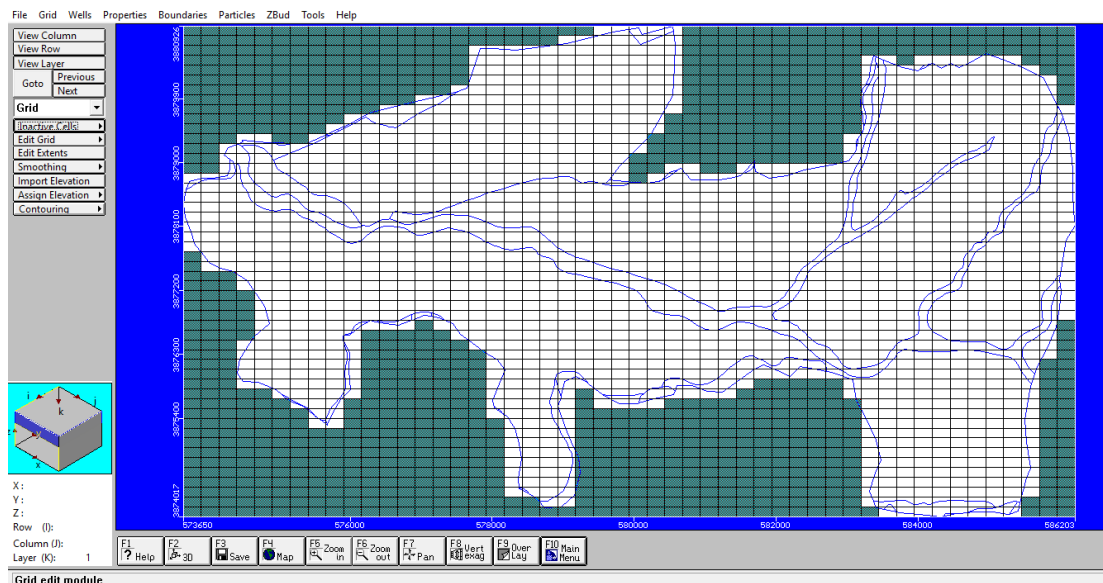 File Grid Wells Properties Boundaries Particles ZBud Tools Help
View Column
View Row
View Layer
Goto
Previous
Next
Grid
Inactive Cells
Edit Grid
Edit Extents
Smoothing
Import Elevation
Assign Elevation
Contouring
3880926
3879900
3879000
3878100
3877200
3876300
3875400
3874017
573650 576000 578000 580000 582000 584000 586203
i
j
k
z
y
x
X :
Y :
Z :
Row (I):
Column (J):
Layer (K): 1
F1 ? Help
F2 3D
F3 Save
F4 Map
F5 Zoom in
F6 Zoom out
F7 Pan
F8 Vert exag
F9 Over Lay
F10 Main Menu
Grid edit module